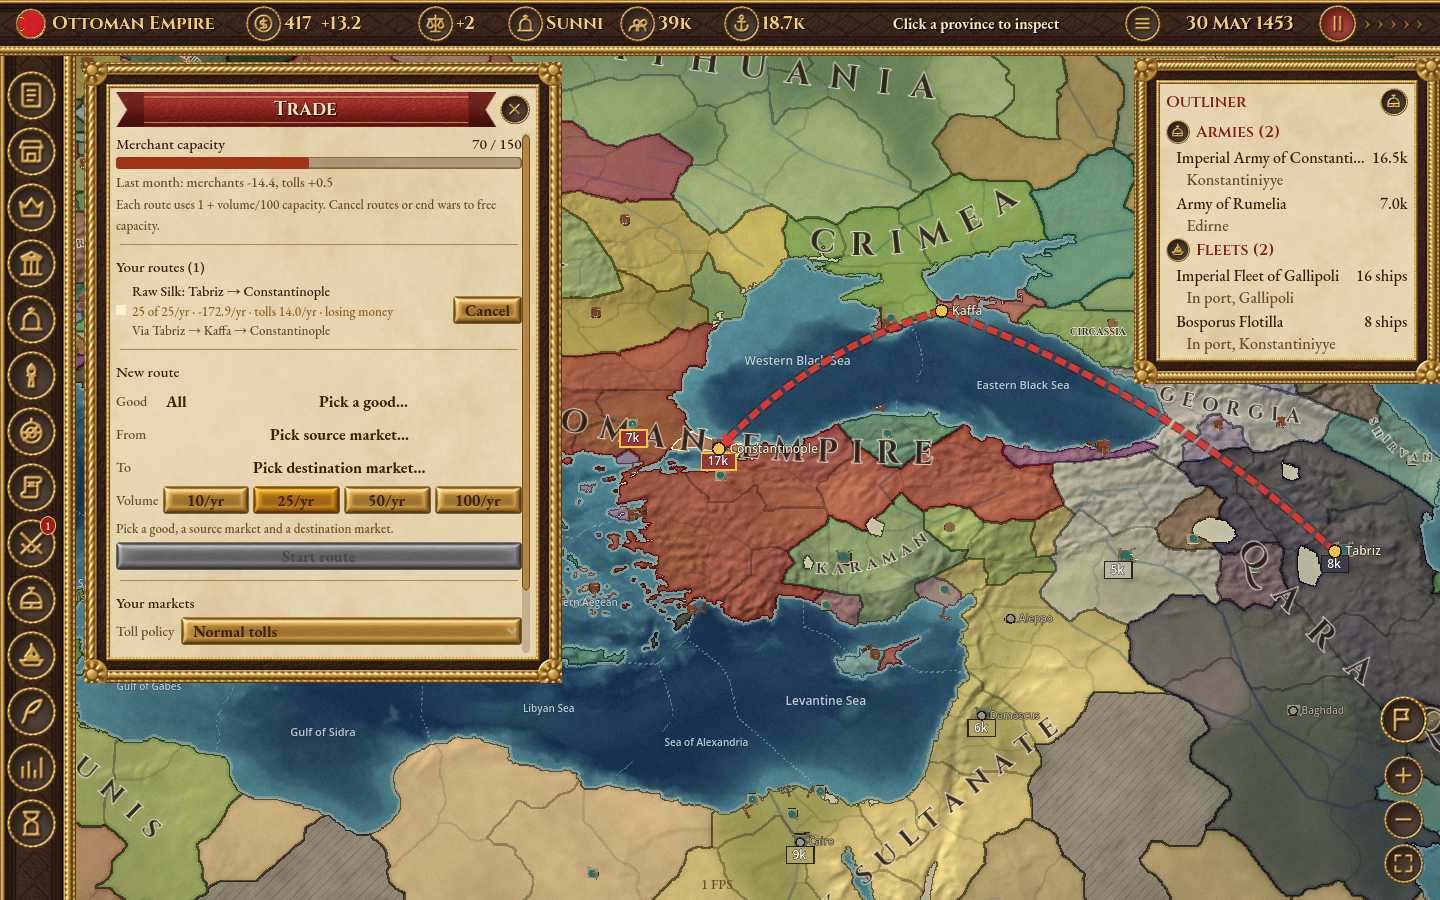 OTTOMAN EMPIRE
417 +13.2
+2
SUNNI
39K
18.7K
Click a province to inspect
30 MAY 1453
TRADE
Merchant capacity 70 / 150
Last month: merchants -14.4, tolls +0.5
Each route uses 1 + volume/100 capacity. Cancel routes or end wars to free
capacity.
Your routes (1)
Raw Silk: Tabriz → Constantinople
25 of 25/yr · -172.9/yr · tolls 14.0/yr · losing money
Via Tabriz → Kaffa → Constantinople
Cancel
New route
Good All Pick a good...
From Pick source market...
To Pick destination market...
Volume 10/yr 25/yr 50/yr 100/yr
Pick a good, a source market and a destination market.
Start route
Your markets
Toll policy Normal tolls
1
OUTLINER
ARMIES (2)
Imperial Army of Constanti... 16.5k
Konstantiniyye
Army of Rumelia 7.0k
Edirne
FLEETS (2)
Imperial Fleet of Gallipoli 16 ships
In port, Gallipoli
Bosporus Flotilla 8 ships
In port, Konstantiniyye
THUANIA
CRIMEA
Kaffa
CIRCASSIA
Western Black Sea
Eastern Black Sea
GEORGIA
SHIRVAN
OMAN EMPIRE
7k
Constantinople
17k
KARAMAN
5k
Tabriz
8k
QARA
ern Aegean
Aleppo
Levantine Sea
Baghdad
Damascus
6k
Gulf of Gabes
Libyan Sea
Gulf of Sidra
Sea of Alexandria
UNIS
SULTANATE
Cairo
9k
1 FPS